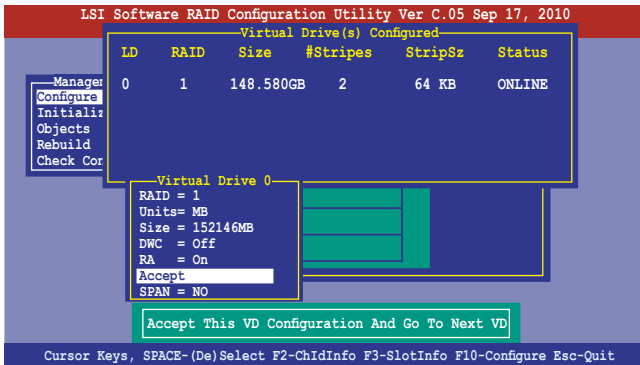 LSI Software RAID Configuration Utility Ver C.05 Sep 17, 2010
Virtual Drive(s) Configured
LD RAID Size #Stripes StripSz Status
0 1 148.580GB 2 64 KB ONLINE
Manage
Configure
Initializ
Objects
Rebuild
Check Con
Virtual Drive 0
RAID = 1
Units= MB
Size = 152146MB
DWC = Off
RA = On
Accept
SPAN = NO
Accept This VD Configuration And Go To Next VD
Cursor Keys, SPACE-(De)Select F2-ChIdInfo F3-SlotInfo F10-Configure Esc-Quit